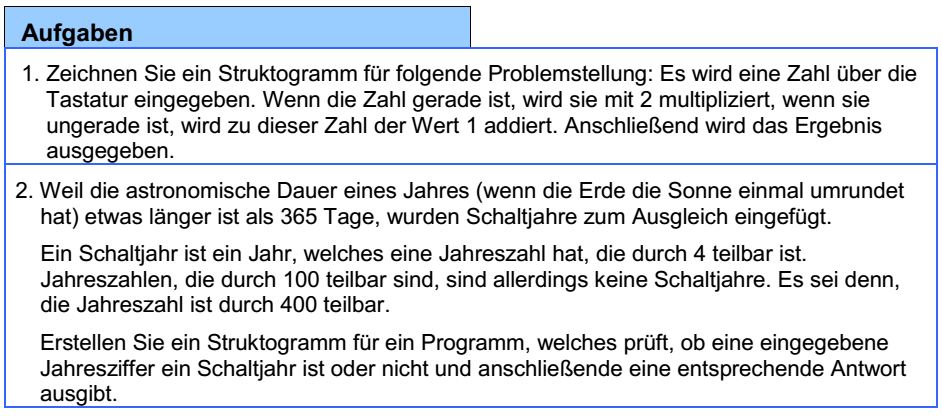 Aufgaben
1. Zeichnen Sie ein Struktogramm für folgende Problemstellung: Es wird eine Zahl über die
Tastatur eingegeben. Wenn die Zahl gerade ist, wird sie mit 2 multipliziert, wenn sie
ungerade ist, wird zu dieser Zahl der Wert 1 addiert. Anschließend wird das Ergebnis
ausgegeben.
2. Weil die astronomische Dauer eines Jahres (wenn die Erde die Sonne einmal umrundet
hat) etwas länger ist als 365 Tage, wurden Schaltjahre zum Ausgleich eingefügt.
Ein Schaltjahr ist ein Jahr, welches eine Jahreszahl hat, die durch 4 teilbar ist.
Jahreszahlen, die durch 100 teilbar sind, sind allerdings keine Schaltjahre. Es sei denn,
die Jahreszahl ist durch 400 teilbar.
Erstellen Sie ein Struktogramm für ein Programm, welches prüft, ob eine eingegebene
Jahresziffer ein Schaltjahr ist oder nicht und anschließende eine entsprechende Antwort
ausgibt.